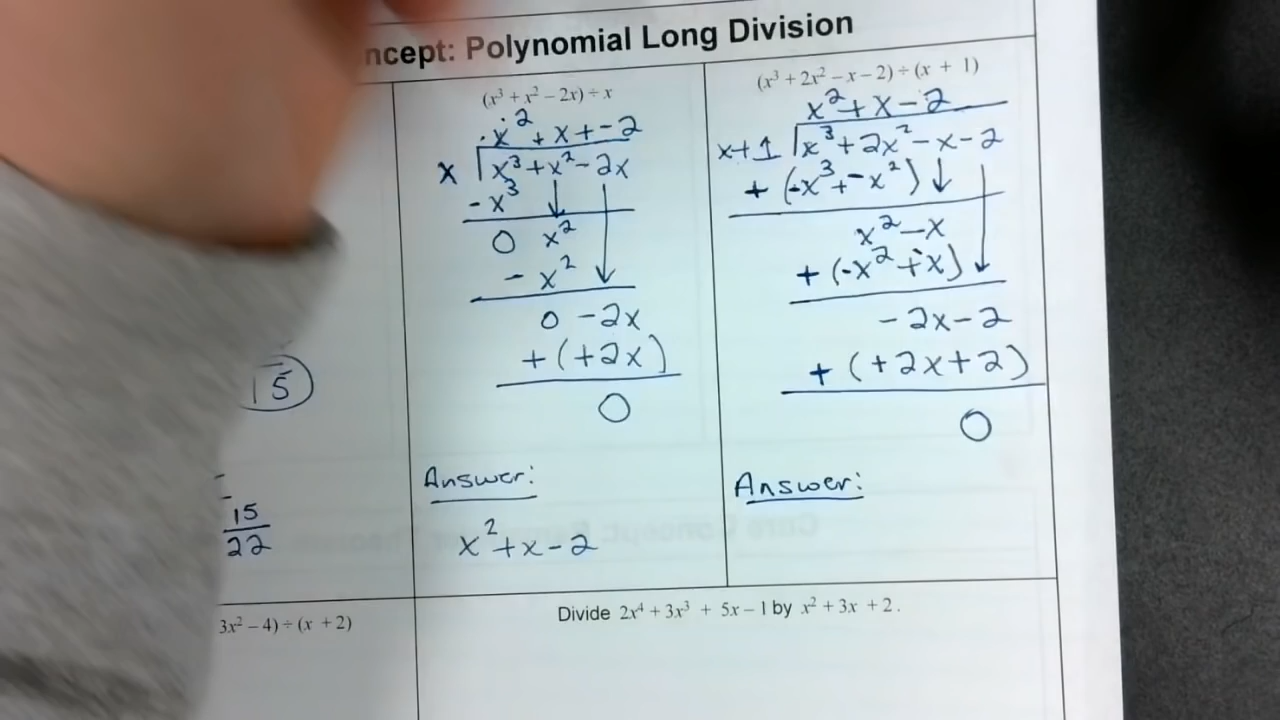 ncept: Polynomial Long Division
15
15
22
(x³ + x² − 2x) ÷ x
x² + x + - 2
x x³ + x² - 2x
- x³
0 x²
- x²
0 - 2x
+ (+2x)
0
Answer:
x² + x - 2
(x³ + 2x² − x − 2) ÷ (x + 1)
x² + x - 2
x+1 x³ + 2x² - x - 2
+ (-x³ + -x²)
x² - x
+ (-x² + x)
-2x - 2
+ (+2x+2)
0
Answer:
3x² − 4) ÷ (x + 2)
Divide 2x⁴ + 3x³ + 5x − 1 by x² + 3x + 2.